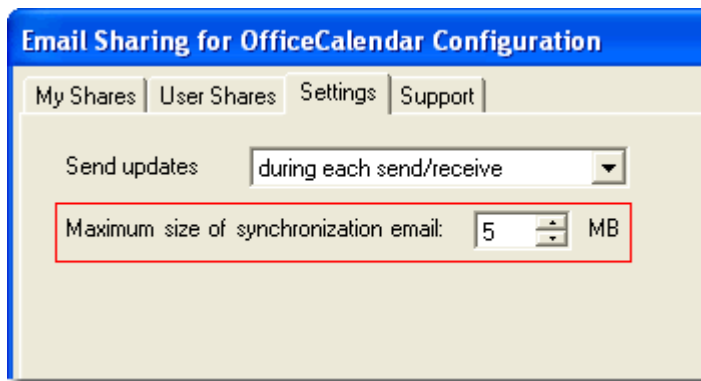 Email Sharing for OfficeCalendar Configuration
My Shares User Shares Settings Support
Send updates during each send/receive
Maximum size of synchronization email: 5 MB